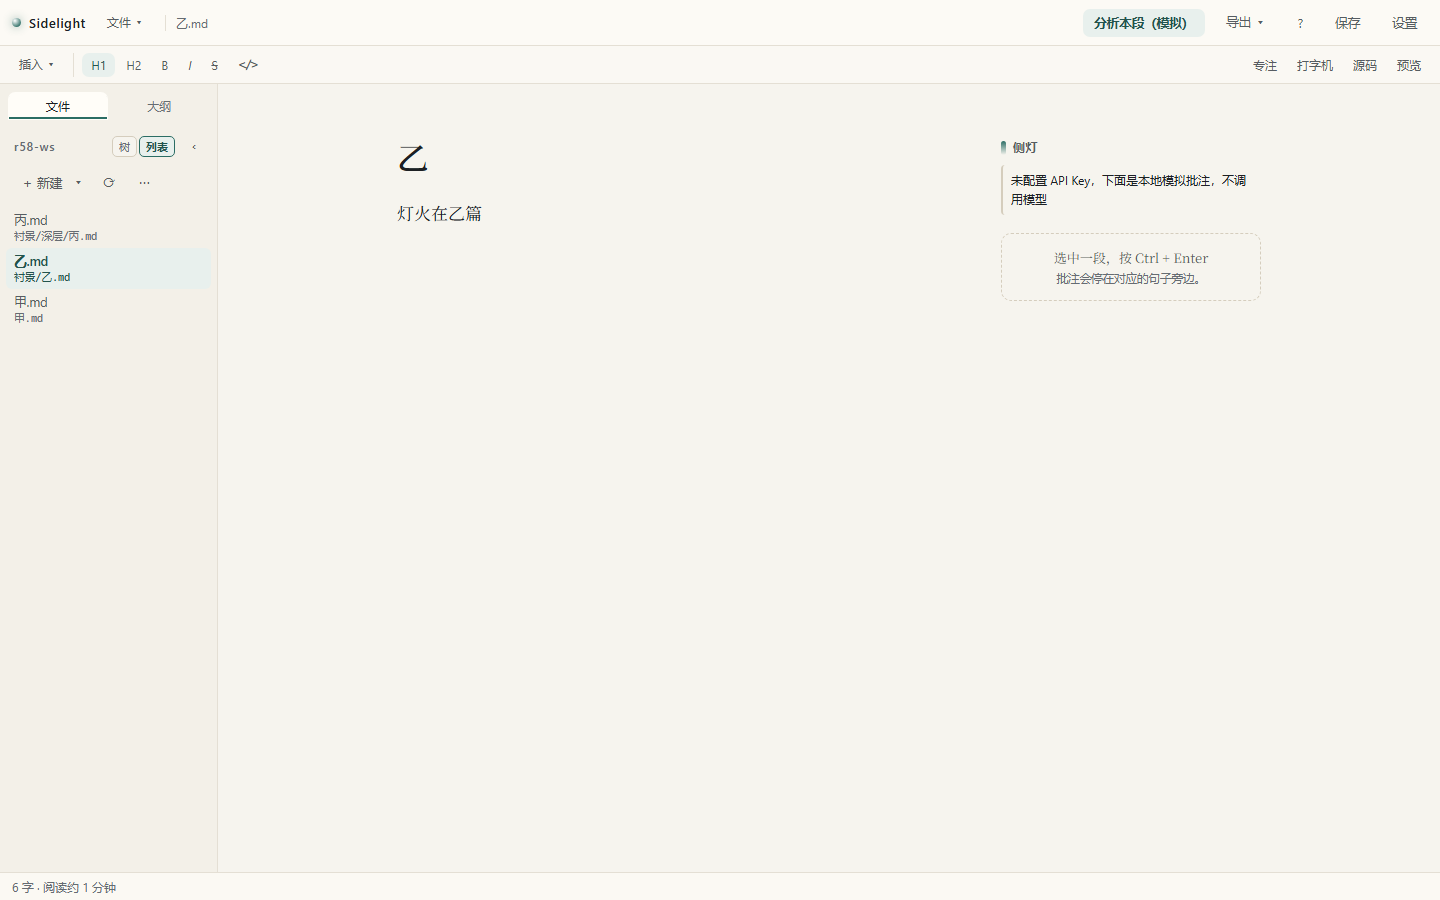 Sidelight 文件 ▾ 乙.md 分析本段（模拟） 导出 ▾ ? 保存 设置
插入 ▾ H1 H2 B I S </> 专注 打字机 源码 预览
文件 大纲
r58-ws 树 列表 ‹
+ 新建 ▾ ⟳ ···
丙.md
衬景/深层/丙.md
乙.md
衬景/乙.md
甲.md
甲.md
乙
灯火在乙篇
侧灯
未配置 API Key，下面是本地模拟批注，不调
用模型
选中一段，按 Ctrl + Enter
批注会停在对应的句子旁边。
6 字 · 阅读约 1 分钟